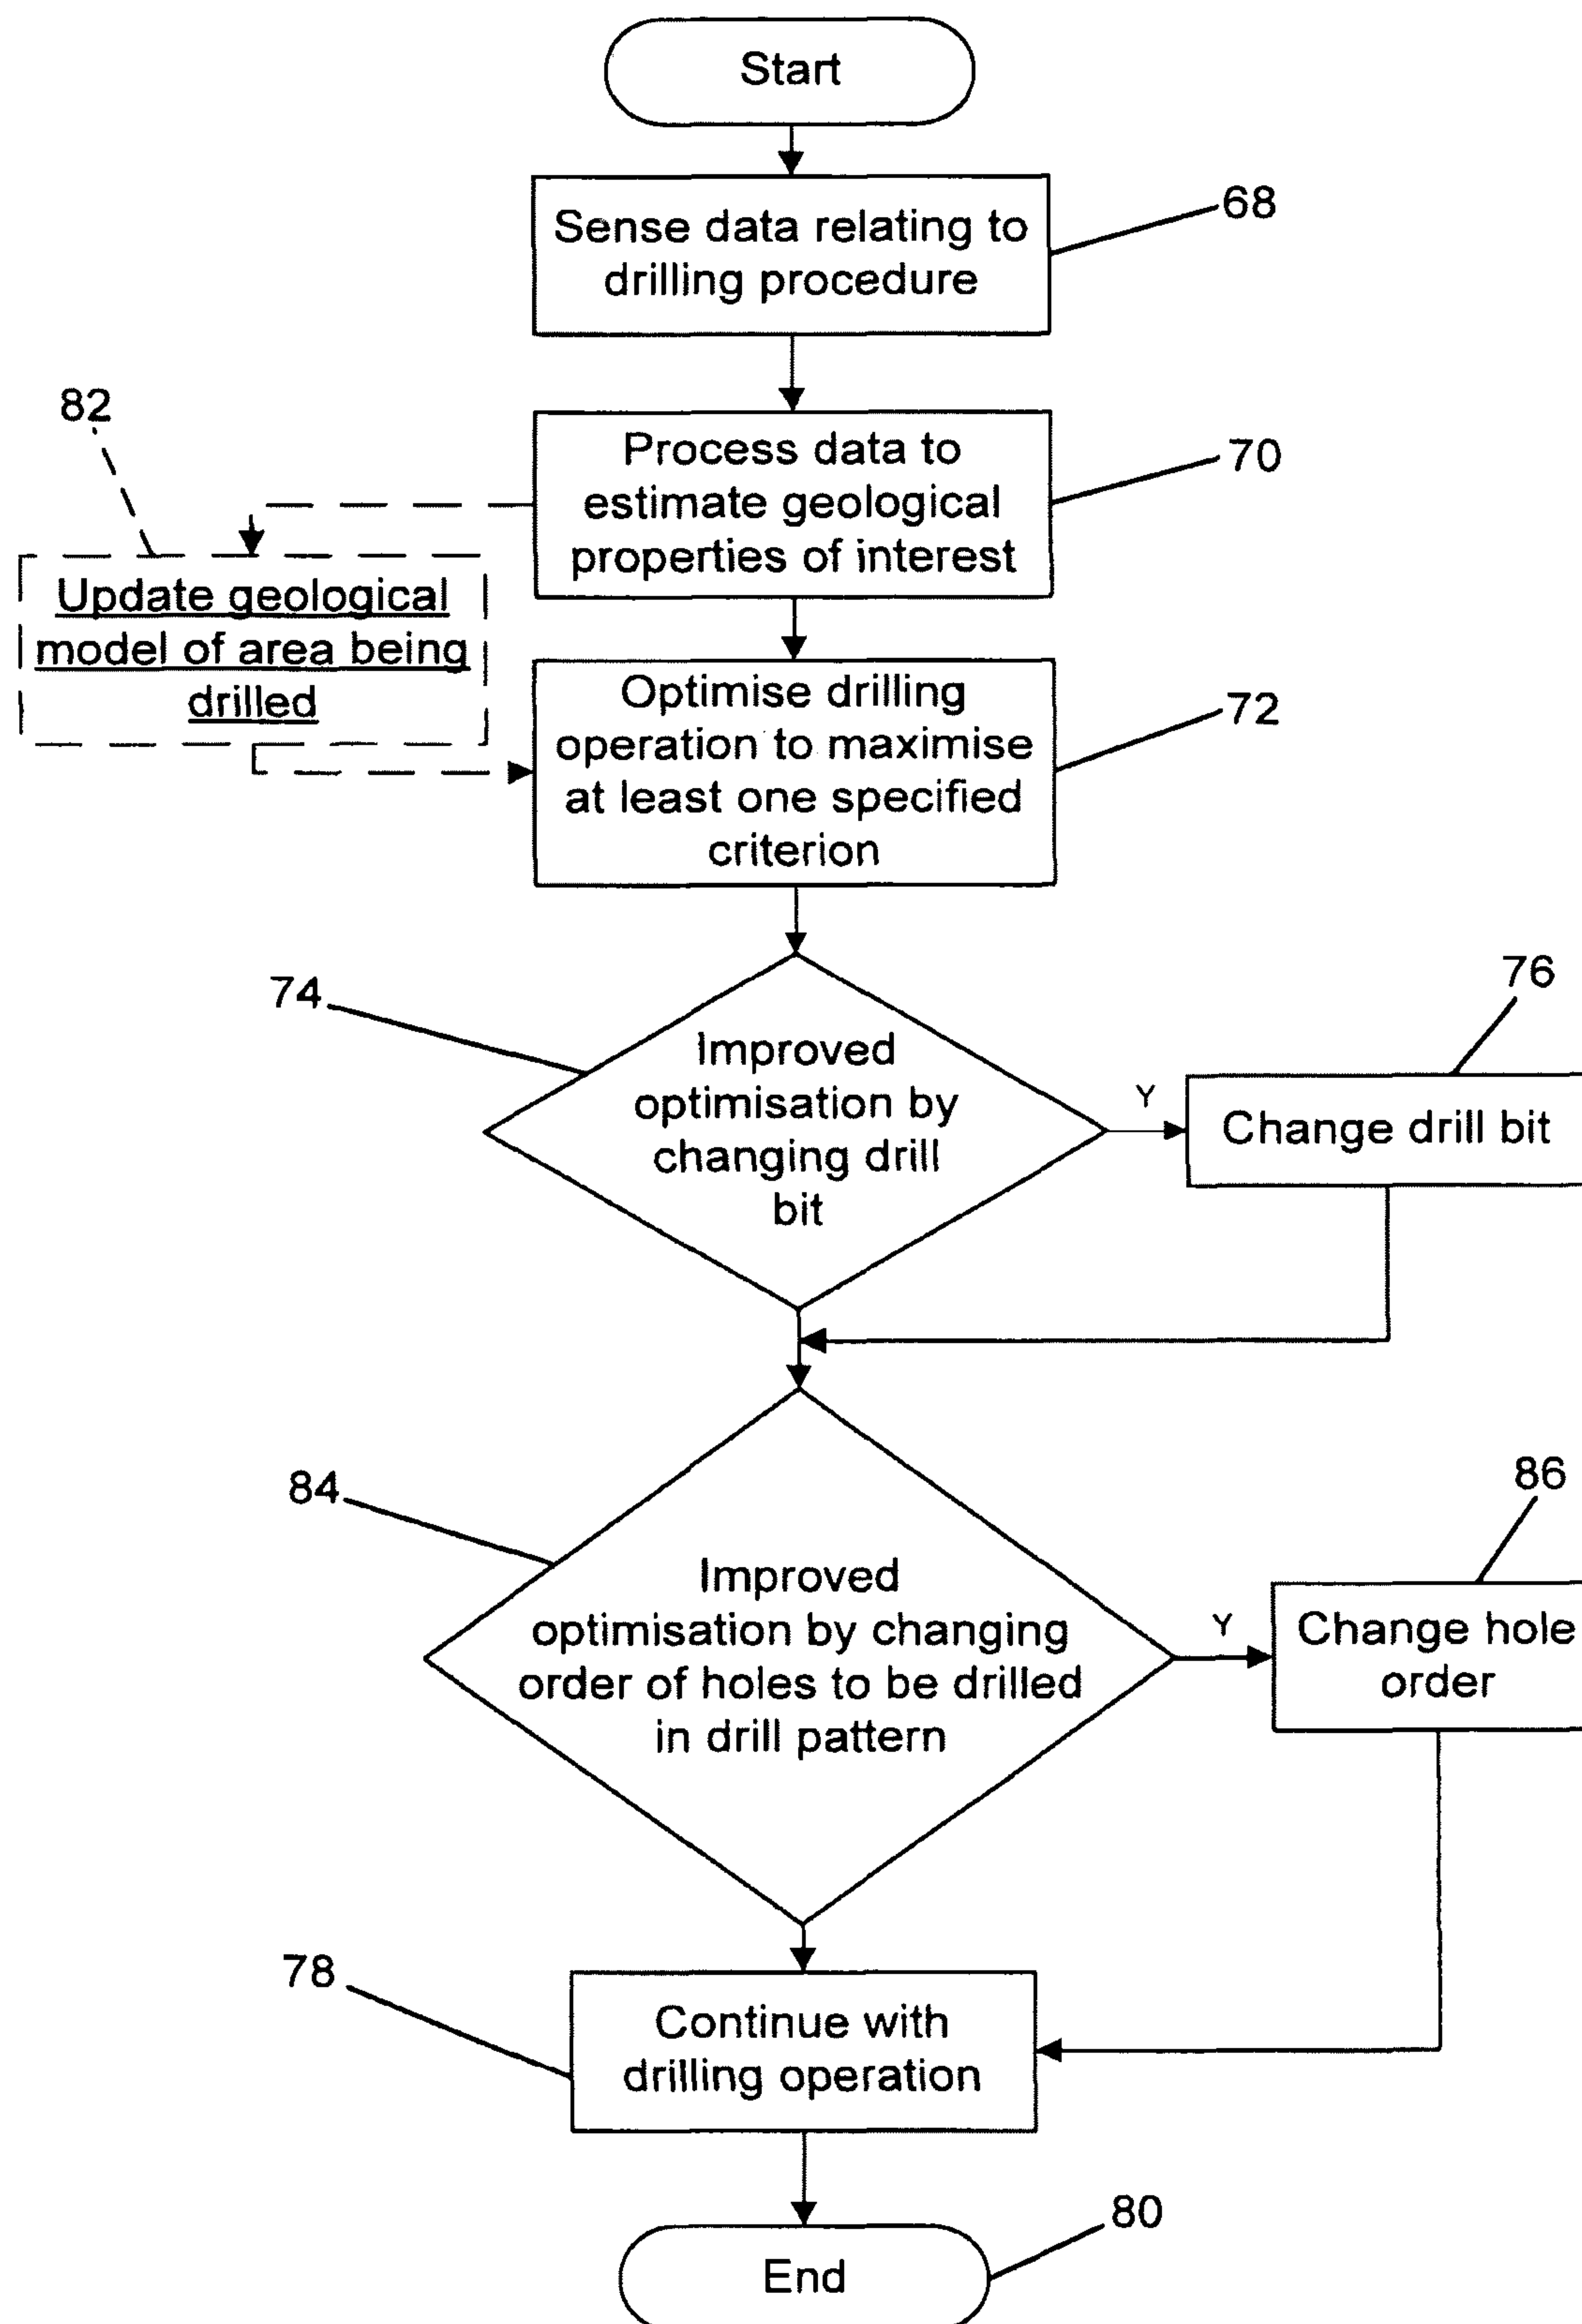 Start
Sense data relating to
drilling procedure
68
82
Process data to
estimate geological
properties of interest
70
Update geological
model of area being
drilled
Optimise drilling
operation to maximise
at least one specified
criterion
72
74
Improved
optimisation by
changing drill
bit
Y
76
Change drill bit
84
Improved
optimisation by changing
order of holes to be drilled
in drill pattern
Y
86
Change hole
order
78
Continue with
drilling operation
80
End